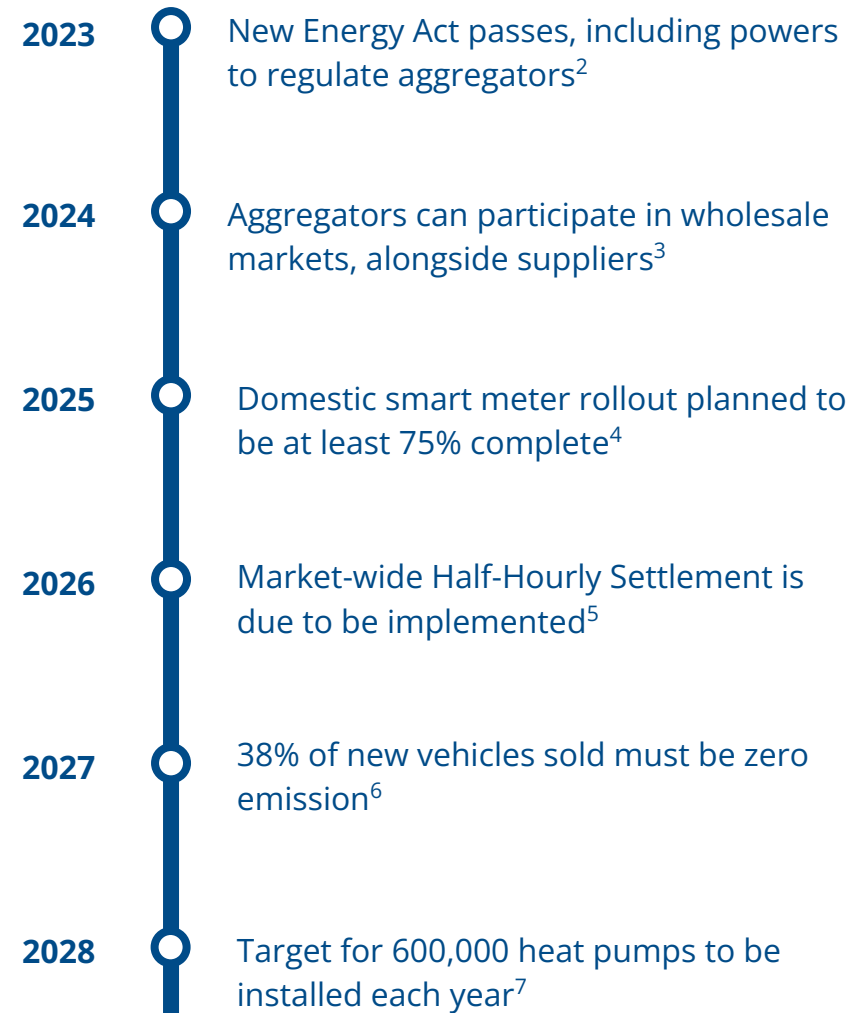 2023
New Energy Act passes, including powers
to regulate aggregators²
2024
Aggregators can participate in wholesale
markets, alongside suppliers³
2025
Domestic smart meter rollout planned to
be at least 75% complete⁴
2026
Market-wide Half-Hourly Settlement is
due to be implemented⁵
2027
38% of new vehicles sold must be zero
emission⁶
2028
Target for 600,000 heat pumps to be
installed each year⁷